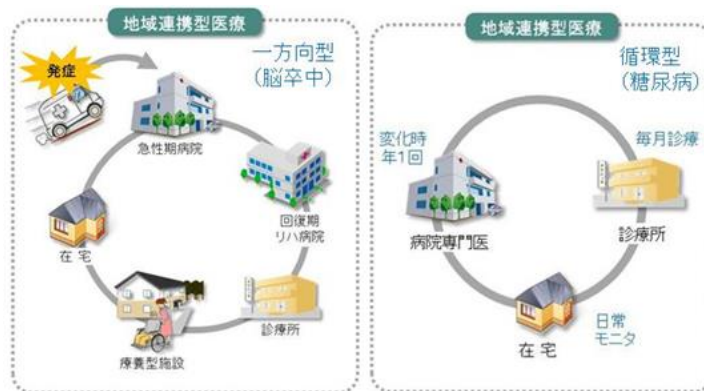 地域連携型医療
一方向型
(脳卒中)
発症
急性期病院
回復期
リハ病院
診療所
療養型施設
在宅
地域連携型医療
循環型
(糖尿病)
変化時
年1回
毎月診療
病院専門医
診療所
在宅
日常
モニタ